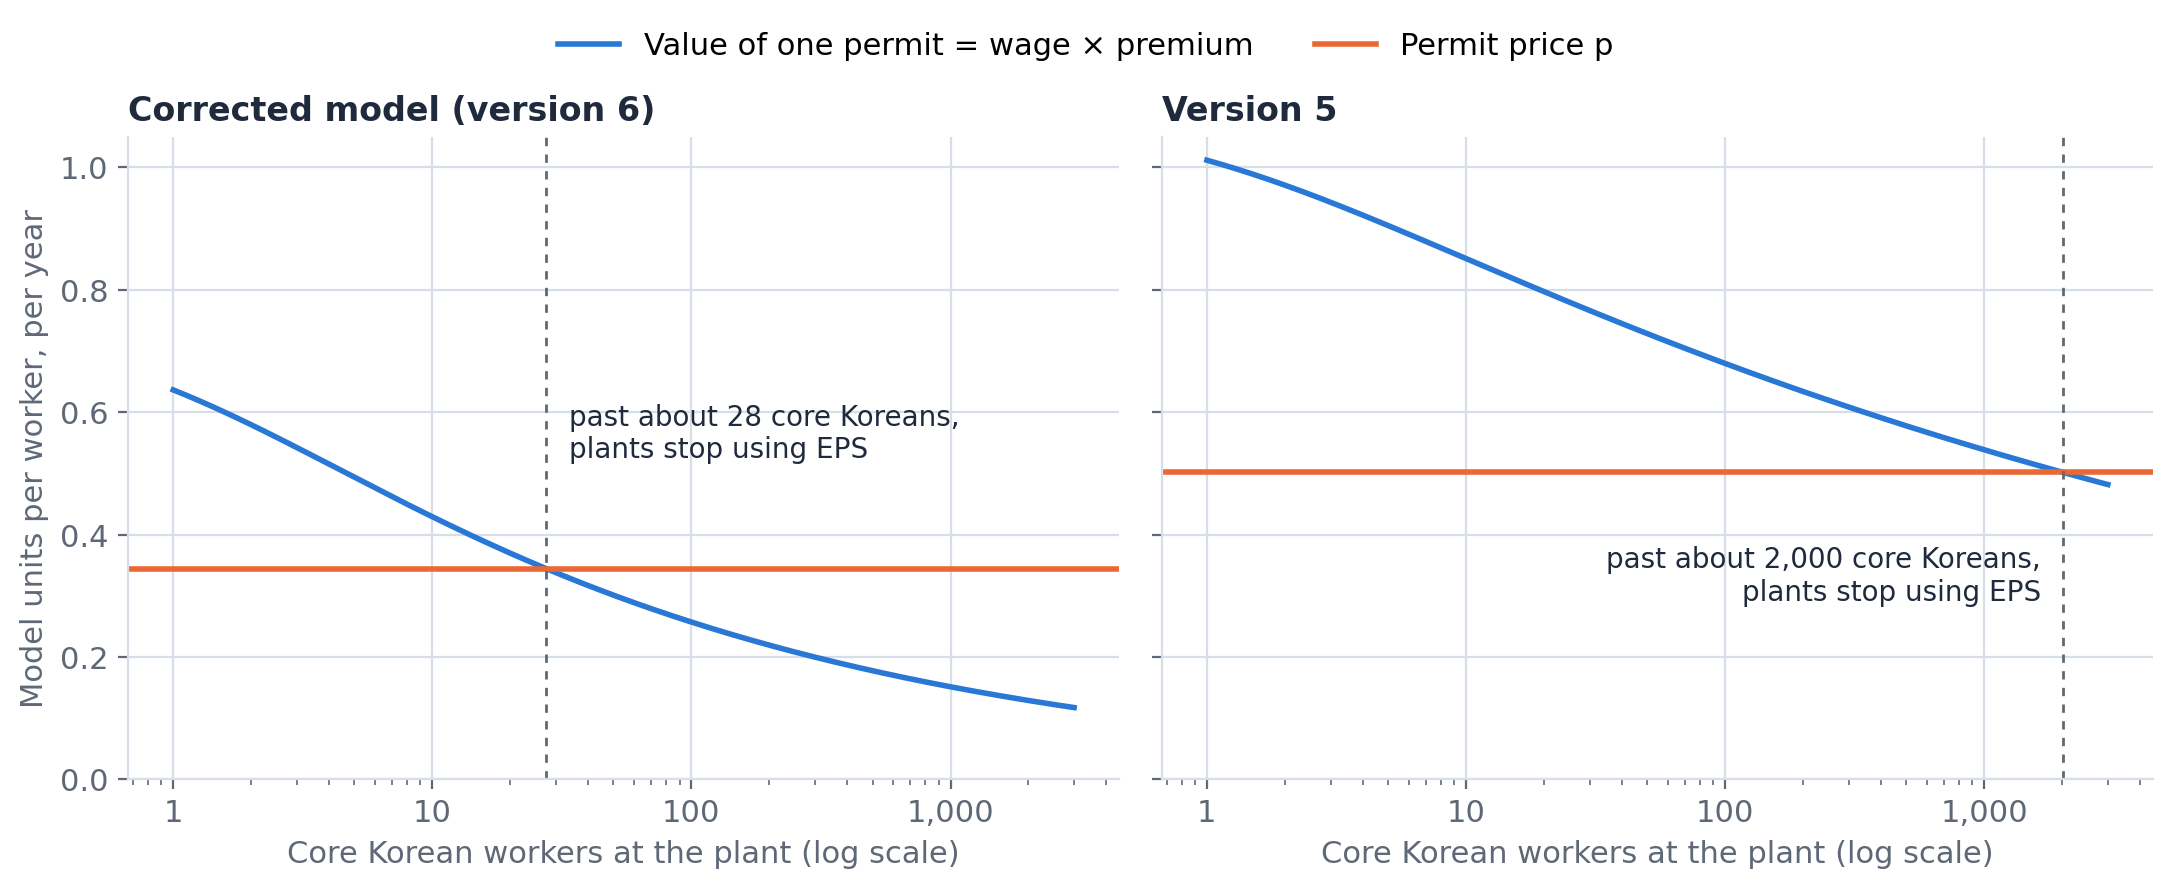 Value of one permit = wage × premium
Permit price p
Corrected model (version 6)
Version 5
Model units per worker, per year
1.0
0.8
0.6
0.4
0.2
0.0
past about 28 core Koreans,
plants stop using EPS
past about 2,000 core Koreans,
plants stop using EPS
1
10
100
1,000
1
10
100
1,000
Core Korean workers at the plant (log scale)
Core Korean workers at the plant (log scale)